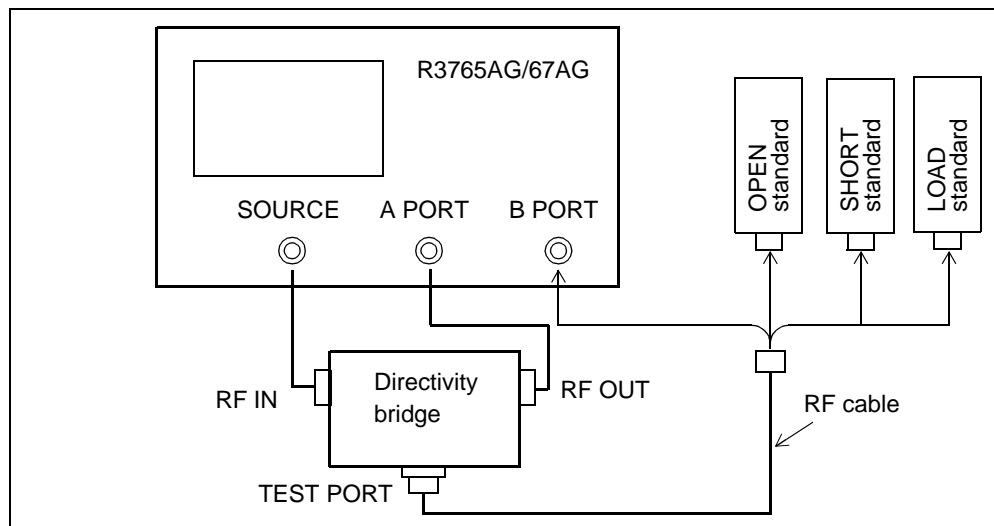 R3765AG/67AG
SOURCE
A PORT
B PORT
OPEN
standard
SHORT
standard
LOAD
standard
RF IN
Directivity
bridge
RF OUT
RF cable
TEST PORT